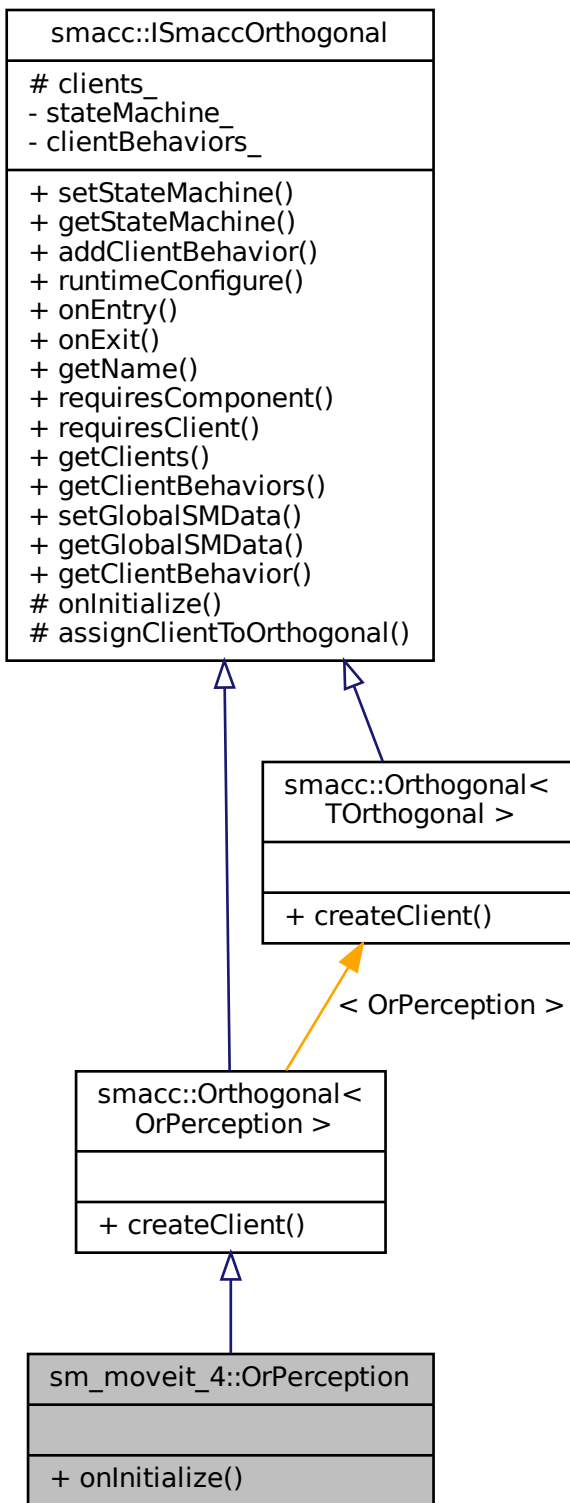 smacc::ISmaccOrthogonal
# clients_
- stateMachine_
- clientBehaviors_
+ setStateMachine()
+ getStateMachine()
+ addClientBehavior()
+ runtimeConfigure()
+ onEntry()
+ onExit()
+ getName()
+ requiresComponent()
+ requiresClient()
+ getClients()
+ getClientBehaviors()
+ setGlobalSMData()
+ getGlobalSMData()
+ getClientBehavior()
# onInitialize()
# assignClientToOrthogonal()
smacc::Orthogonal<
TOrthogonal >
+ createClient()
< OrPerception >
smacc::Orthogonal<
OrPerception >
+ createClient()
sm_moveit_4::OrPerception
+ onInitialize()